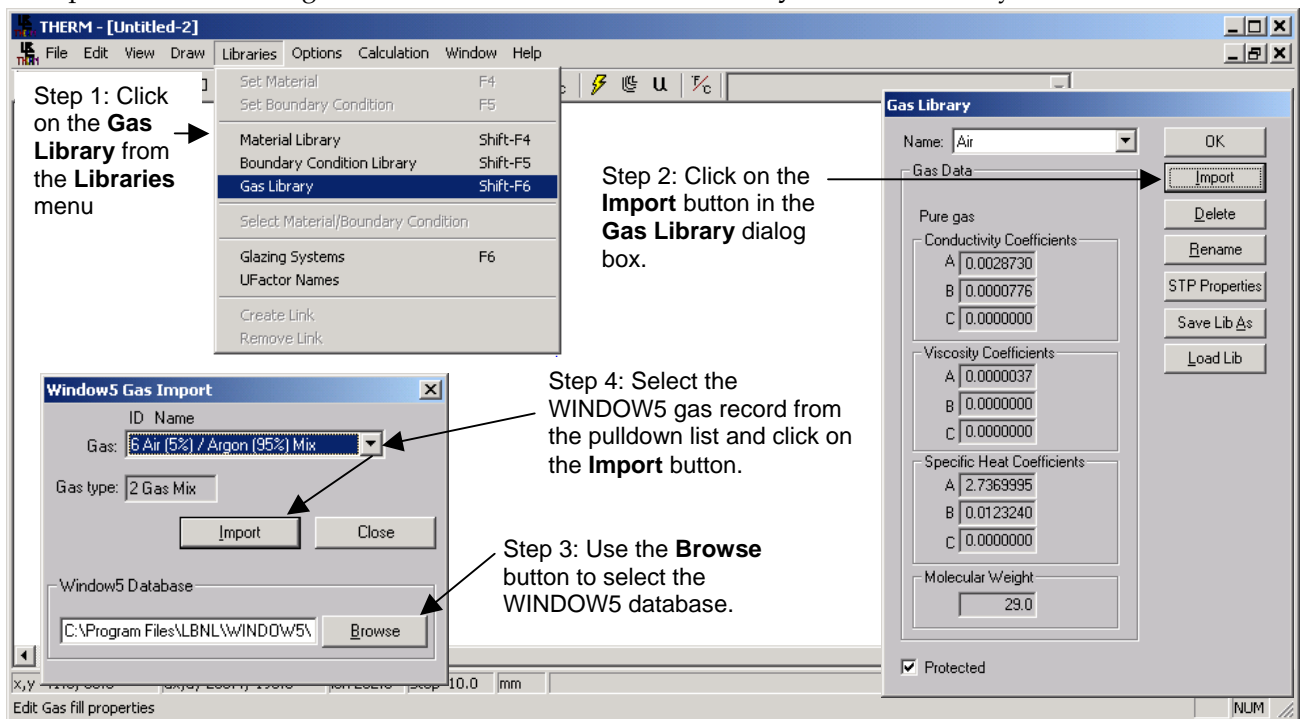 THERM - [Untitled-2]
File Edit View Draw Libraries Options Calculation Window Help
Set Material F4
Set Boundary Condition F5
Material Library Shift-F4
Boundary Condition Library Shift-F5
Gas Library Shift-F6
Select Material/Boundary Condition
Glazing Systems F6
UFactor Names
Create Link
Remove Link
Step 1: Click
on the Gas
Library from
the Libraries
menu
Step 2: Click on the
Import button in the
Gas Library dialog
box.
Gas Library
Name: Air
OK
Import
Delete
Rename
STP Properties
Save Lib As
Load Lib
Gas Data
Pure gas
Conductivity Coefficients
A 0.0028730
B 0.0000776
C 0.0000000
Viscosity Coefficients
A 0.0000037
B 0.0000000
C 0.0000000
Specific Heat Coefficients
A 2.7369995
B 0.0123240
C 0.0000000
Molecular Weight
29.0
Protected
Window5 Gas Import
ID Name
Gas: 6 Air (5%) / Argon (95%) Mix
Gas type: 2 Gas Mix
Import Close
Window5 Database
C:\Program Files\LBNL\WINDOW5\ Browse
Step 4: Select the
WINDOW5 gas record from
the pulldown list and click on
the Import button.
Step 3: Use the Browse
button to select the
WINDOW5 database.
x,y 10.0 mm
Edit Gas fill properties NUM